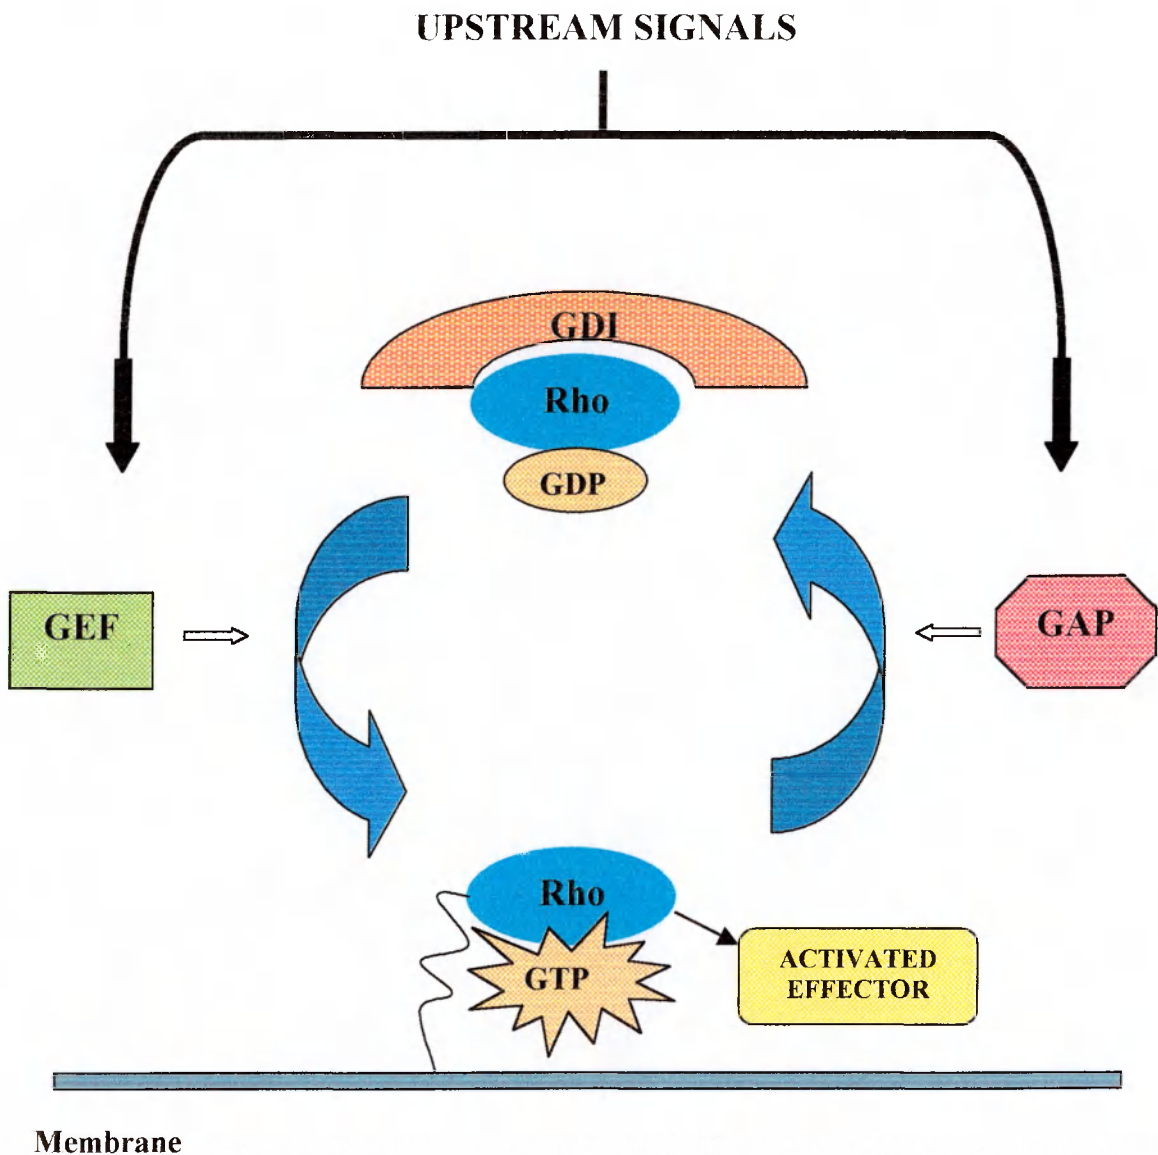 UPSTREAM SIGNALS
GDI
Rho
GDP
GEF
GAP
Rho
GTP
ACTIVATED
EFFECTOR
Membrane